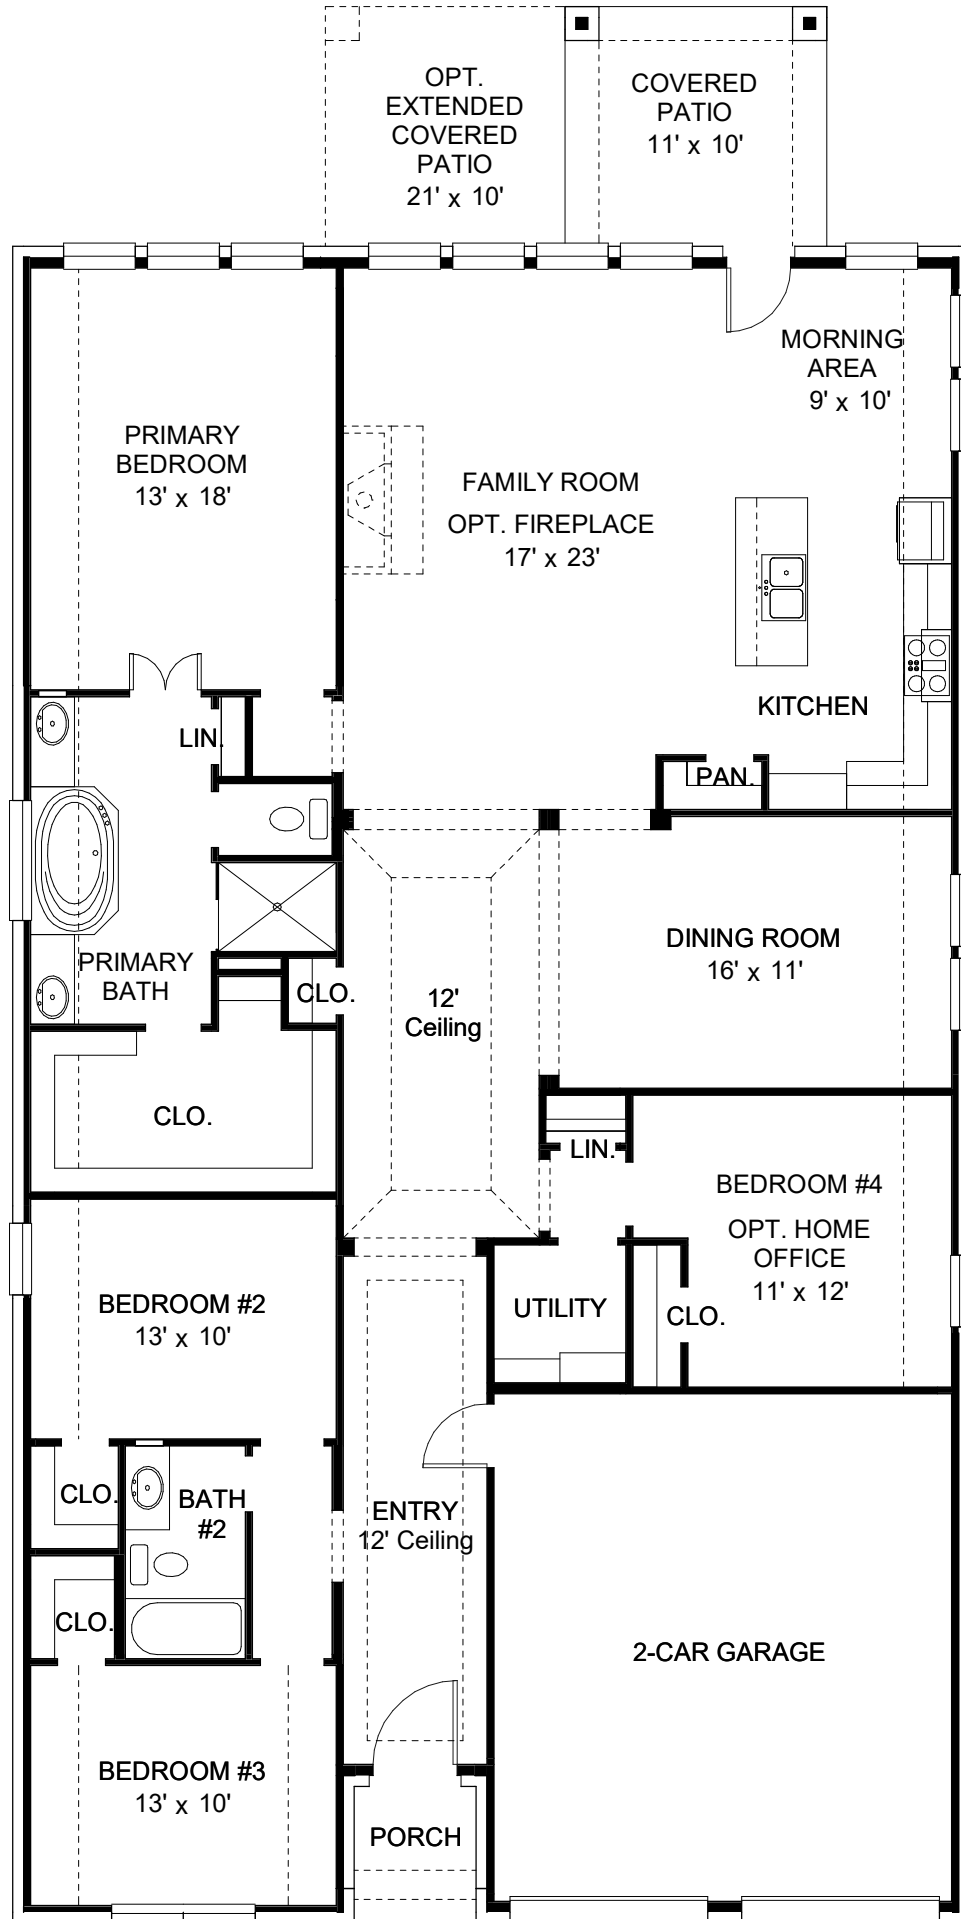 OPT.
EXTENDED
COVERED
PATIO
21' x 10'
COVERED
PATIO
11' x 10'
MORNING
AREA
9' x 10'
PRIMARY
BEDROOM
13' x 18'
FAMILY ROOM
OPT. FIREPLACE
17' x 23'
KITCHEN
LIN.
PAN.
DINING ROOM
16' x 11'
PRIMARY
BATH
CLO.
12'
Ceiling
CLO.
LIN.
BEDROOM #4
OPT. HOME
OFFICE
11' x 12'
BEDROOM #2
13' x 10'
UTILITY
CLO.
CLO.
BATH
#2
ENTRY
12' Ceiling
CLO.
2-CAR GARAGE
BEDROOM #3
13' x 10'
PORCH